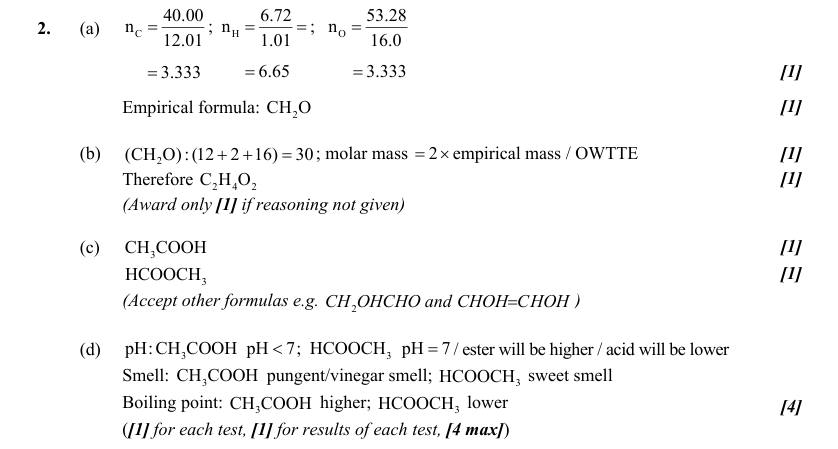 2. (a) n_C = 40.00/12.01 ; n_H = 6.72/1.01 = ; n_O = 53.28/16.0
= 3.333 = 6.65 = 3.333 [1]
Empirical formula: CH₂O [1]
(b) (CH₂O) : (12 + 2 + 16) = 30 ; molar mass = 2 × empirical mass / OWTTE [1]
Therefore C₂H₄O₂ [1]
(Award only [1] if reasoning not given)
(c) CH₃COOH [1]
HCOOCH₃ [1]
(Accept other formulas e.g. CH₂OHCHO and CHOH=CHOH )
(d) pH: CH₃COOH pH < 7; HCOOCH₃ pH = 7 / ester will be higher / acid will be lower
Smell: CH₃COOH pungent/vinegar smell; HCOOCH₃ sweet smell
Boiling point: CH₃COOH higher; HCOOCH₃ lower [4]
([1] for each test, [1] for results of each test, [4 max])